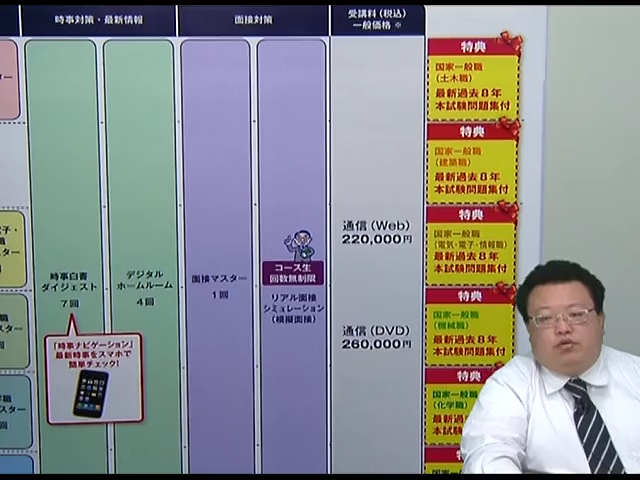 時事対策・最新情報
面接対策
受講料(税込)
一般価格 ※
時事白書
ダイジェスト
7回
「時事ナビゲーション」
最新時事をスマホで
簡単チェック!
デジタル
ホームルーム
4回
面接マスター
1回
コース生
回数無制限
リアル面接
シミュレーション
(模擬面接)
通信(Web)
220,000円
通信(DVD)
260,000円
特典
国家一般職
(土木職)
最新過去8年
本試験問題集付
特典
国家一般職
(建築職)
最新過去8年
本試験問題集付
特典
国家一般職
(電気・電子・情報職)
最新過去8年
本試験問題集付
特典
国家一般職
(機械職)
最新過去8年
本試験問題集付
特典
国家一般職
(化学職)
最新過
本試験
特典
国家一般職